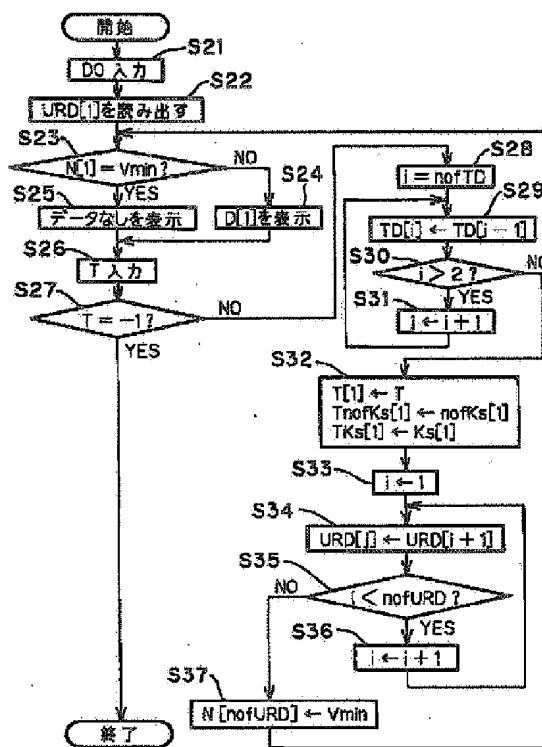 開始
S21
DO 入力
S22
URD[1]を読み出す
S23
N[1]=Vmin?
NO
YES
S24
D[1]を表示
S25
データなしを表示
S26
T 入力
S27
T=-1?
NO
YES
S28
i=nofTD
S29
TD[i]←TD[i-1]
S30
i>2?
NO
YES
S31
i←i+1
S32
T[1]←T
TnofKs[1]←nofKs[1]
TKs[1]←Ks[1]
S33
i←1
S34
URD[j]←URD[i+1]
S35
i<nofURD?
NO
YES
S36
i←i+1
S37
N[nofURD]←Vmin
終了